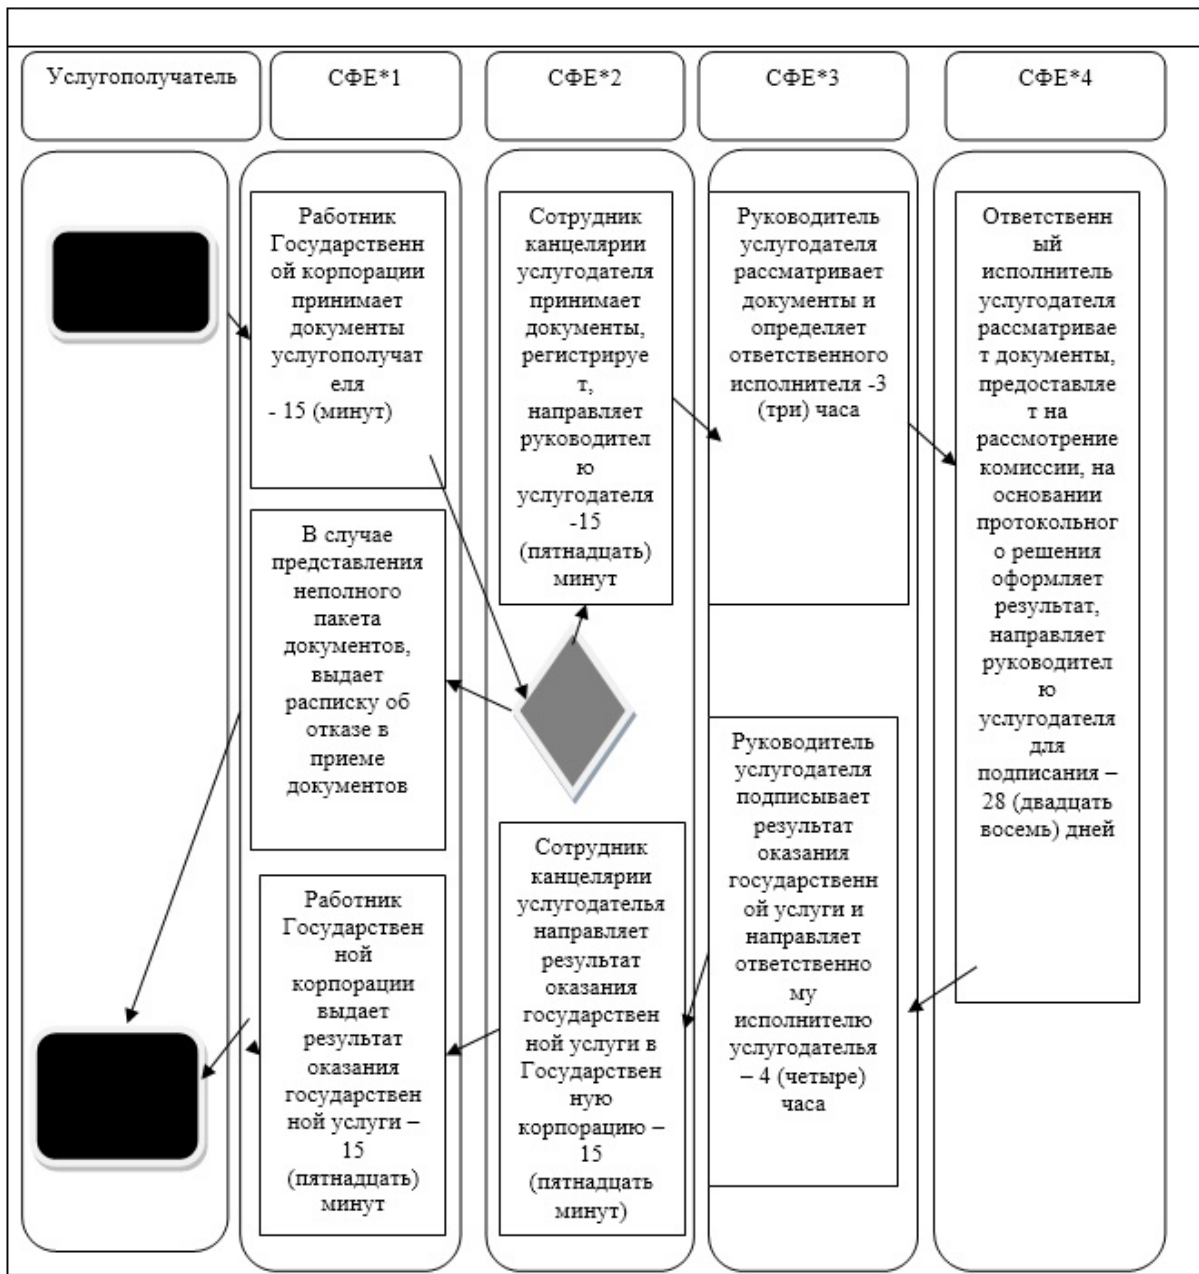 Услугополучатель
СФЕ*1
СФЕ*2
СФЕ*3
СФЕ*4
Работник
Государственн
ой корпорации
принимает
документы
услугополучат
еля
- 15 (минут)
В случае
представления
неполного
пакета
документов,
выдает
расписку об
отказе в
приеме
документов
Работник
Государствен
ной
корпорации
выдает
результат
оказания
государствен
ной услуги –
15
(пятнадцать)
минут
Сотрудник
канцелярии
услугодателя
принимает
документы,
регистрируе
т,
направляет
руководител
ю
услугодателя
-15
(пятнадцать)
минут
Сотрудник
канцелярии
услугодателья
направляет
результат
оказания
государствен
ной услуги в
Государствен
ную
корпорацию –
15
(пятнадцать
минут)
Руководитель
услугодателя
рассматривает
документы и
определяет
ответственного
исполнителя -3
(три) часа
Руководитель
услугодателя
подписывает
результат
оказания
государственн
ой услуги и
направляет
ответственно
му
исполнителю
услугодателья
– 4 (четыре)
часа
Ответственн
ый
исполнитель
услугодателя
рассматривае
т документы,
предоставляе
т на
рассмотрение
комиссии, на
основании
протокольног
о решения
оформляет
результат,
направляет
руководител
ю
услугодателя
для
подписания –
28 (двадцать
восемь) дней